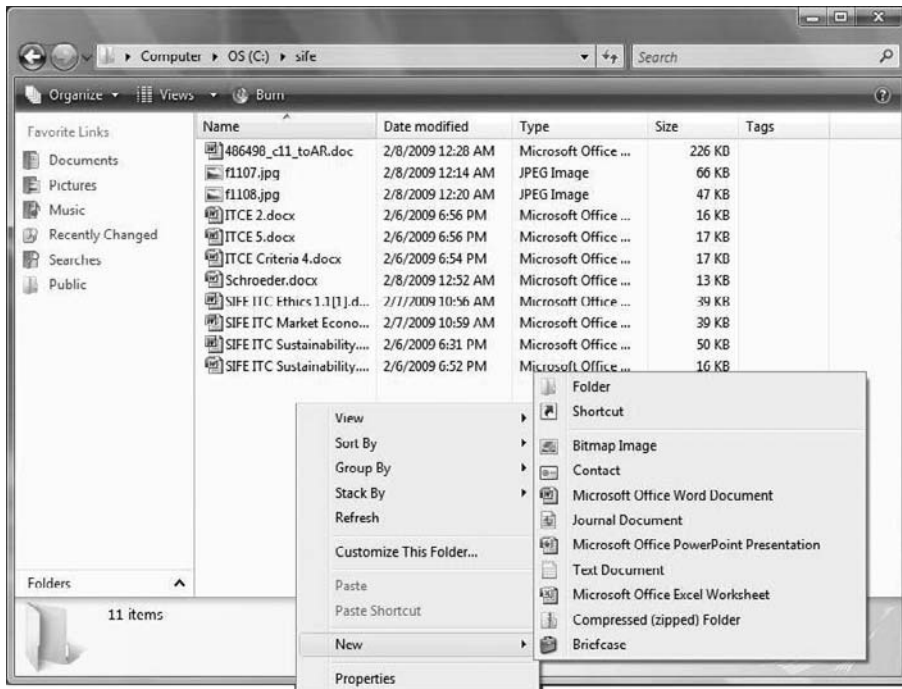 Computer ▸ OS (C:) ▸ sife Search
Organize Views Burn
Favorite Links
Documents
Pictures
Music
Recently Changed
Searches
Public
Folders
Name Date modified Type Size Tags
486498_c11_toAR.doc 2/8/2009 12:28 AM Microsoft Office ... 226 KB
f1107.jpg 2/8/2009 12:14 AM JPEG Image 66 KB
f1108.jpg 2/8/2009 12:20 AM JPEG Image 47 KB
ITCE 2.docx 2/6/2009 6:56 PM Microsoft Office ... 16 KB
ITCE 5.docx 2/6/2009 6:56 PM Microsoft Office ... 17 KB
ITCE Criteria 4.docx 2/6/2009 6:54 PM Microsoft Office ... 17 KB
Schroeder.docx 2/8/2009 12:52 AM Microsoft Office ... 13 KB
SIFE ITC Ethics 1.1[1].d... 2/7/2009 10:56 AM Microsoft Office ... 39 KB
SIFE ITC Market Econo... 2/7/2009 10:59 AM Microsoft Office ... 39 KB
SIFE ITC Sustainability.... 2/6/2009 6:31 PM Microsoft Office ... 50 KB
SIFE ITC Sustainability.... 2/6/2009 6:52 PM Microsoft Office ... 16 KB
View
Sort By
Group By
Stack By
Refresh
Customize This Folder...
Paste
Paste Shortcut
New
Properties
Folder
Shortcut
Bitmap Image
Contact
Microsoft Office Word Document
Journal Document
Microsoft Office PowerPoint Presentation
Text Document
Microsoft Office Excel Worksheet
Compressed (zipped) Folder
Briefcase
11 items